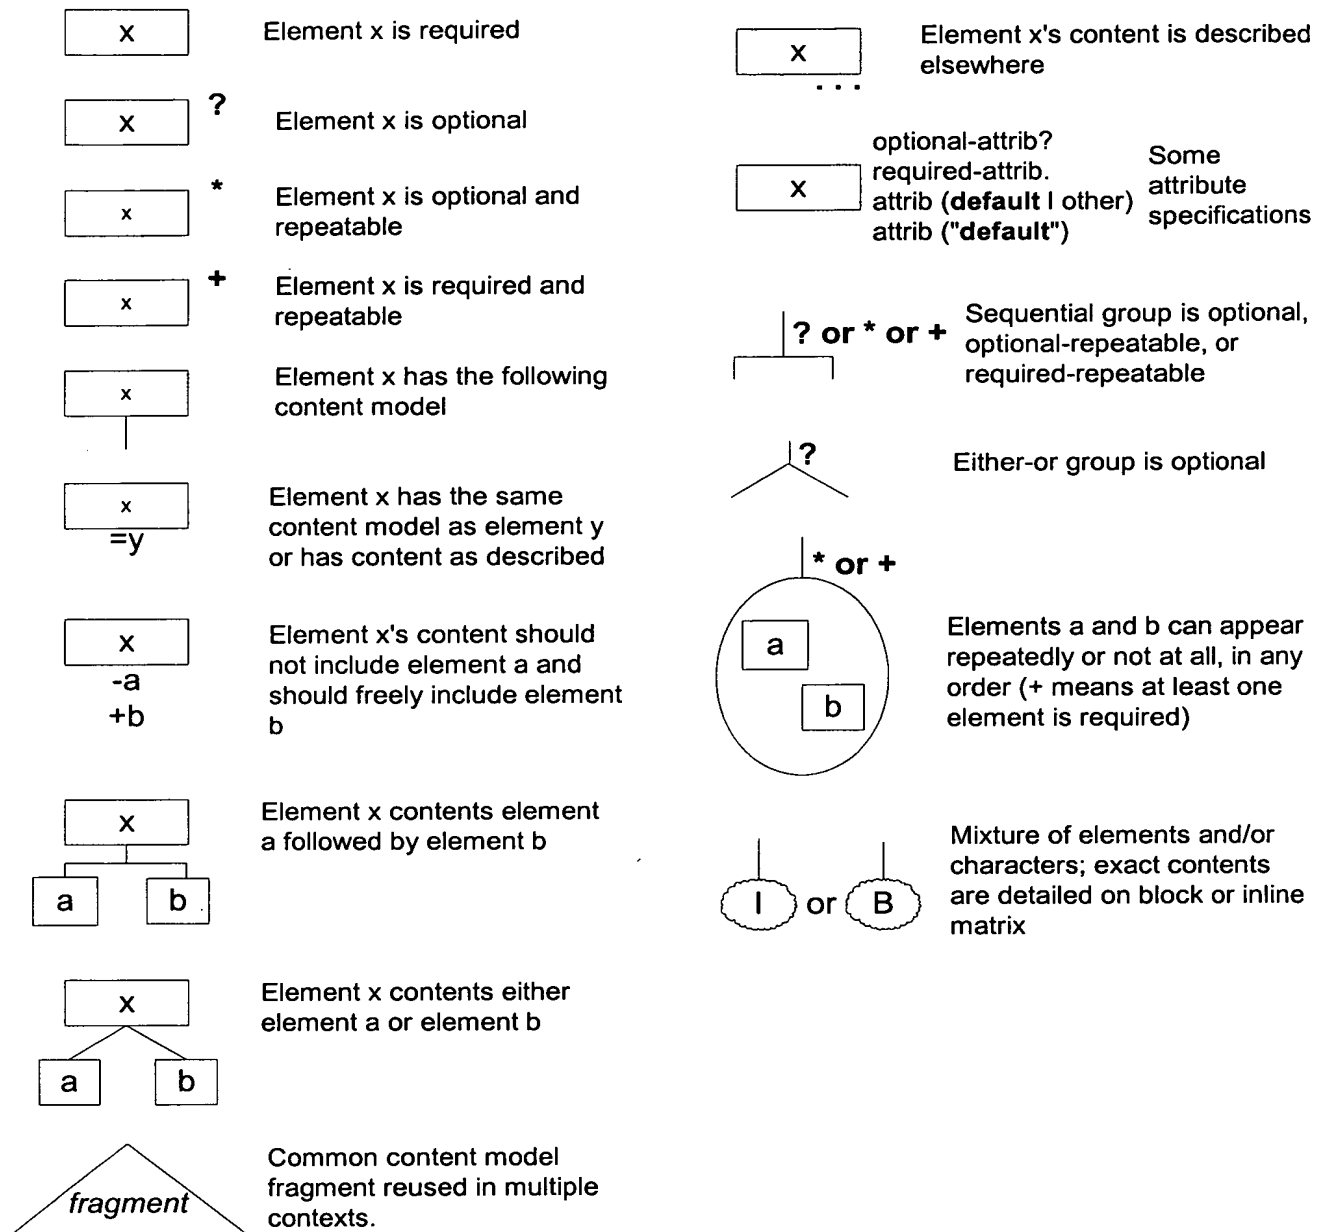 x
Element x is required
x ?
Element x is optional
x *
Element x is optional and
repeatable
x +
Element x is required and
repeatable
x
Element x has the following
content model
x
=y
Element x has the same
content model as element y
or has content as described
x
-a
+b
Element x's content should
not include element a and
should freely include element
b
x
a b
Element x contents element
a followed by element b
x
a b
Element x contents either
element a or element b
fragment
Common content model
fragment reused in multiple
contexts.
x
...
Element x's content is described
elsewhere
x
optional-attrib?
required-attrib.
attrib (default | other)
attrib ("default")
Some
attribute
specifications
? or * or +
Sequential group is optional,
optional-repeatable, or
required-repeatable
?
Either-or group is optional
* or +
a
b
Elements a and b can appear
repeatedly or not at all, in any
order (+ means at least one
element is required)
I or B
Mixture of elements and/or
characters; exact contents
are detailed on block or inline
matrix